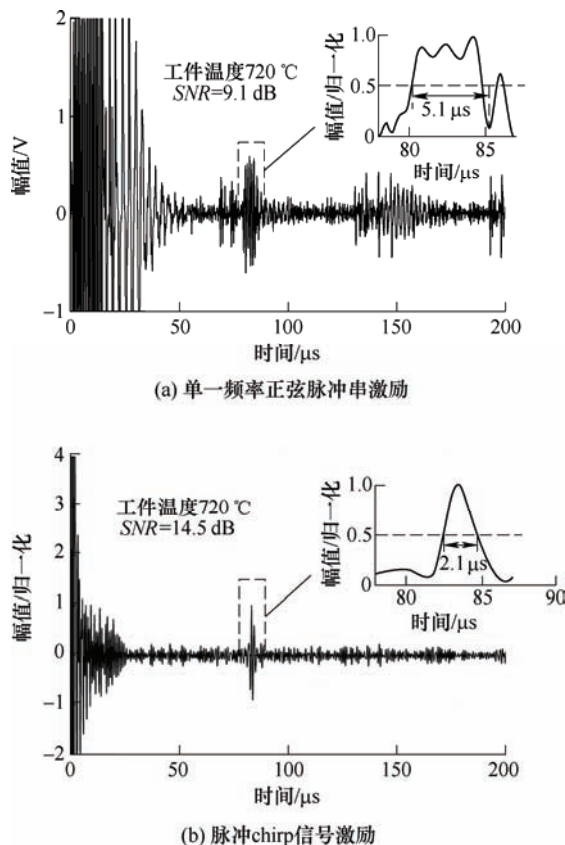 2
1
0
−1
幅值/V
工件温度720 ℃
SNR=9.1 dB
1.0
0.5
0
幅值/归一化
5.1 μs
80
85
时间/μs
0
50
100
150
200
时间/μs
(a) 单一频率正弦脉冲串激励
4
3
2
1
0
−1
−2
幅值/归一化
工件温度720 ℃
SNR=14.5 dB
1.0
0.5
0
幅值/归一化
2.1 μs
80
85
90
时间/μs
0
50
100
150
200
时间/μs
(b) 脉冲chirp信号激励